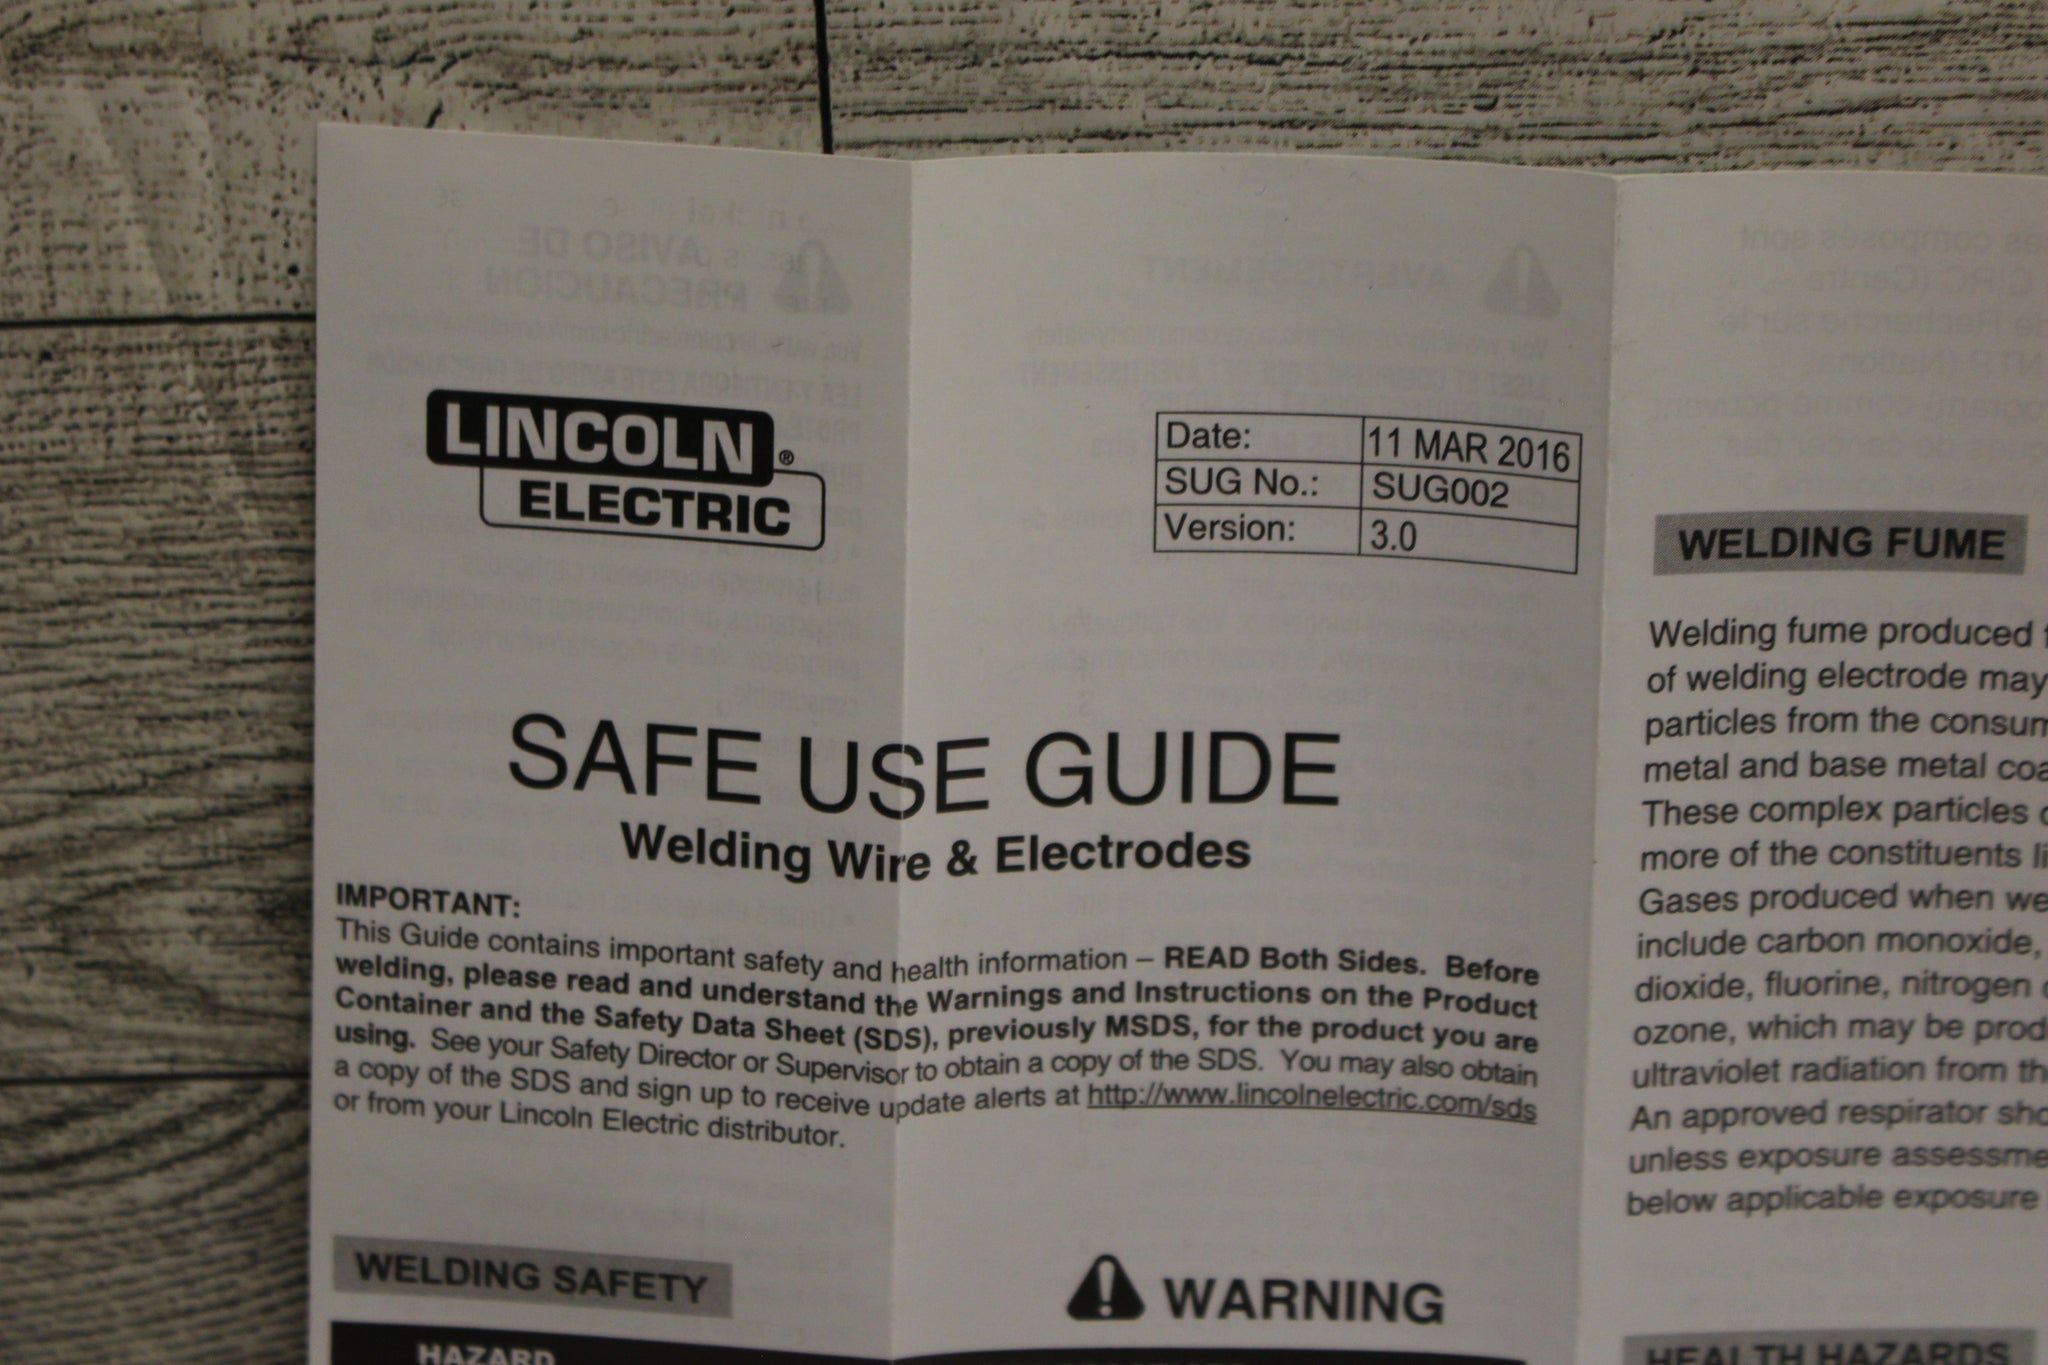 LINCOLN ®
ELECTRIC
Date: 11 MAR 2016
SUG No.: SUG002
Version: 3.0
SAFE USE GUIDE
Welding Wire & Electrodes
IMPORTANT:
This Guide contains important safety and health information – READ Both Sides. Before
welding, please read and understand the Warnings and Instructions on the Product
Container and the Safety Data Sheet (SDS), previously MSDS, for the product you are
using. See your Safety Director or Supervisor to obtain a copy of the SDS. You may also obtain
a copy of the SDS and sign up to receive update alerts at http://www.lincolnelectric.com/sds
or from your Lincoln Electric distributor.
WELDING SAFETY
WARNING
HAZARD
WELDING FUME
Welding fume produced
of welding electrode may
particles from the consum
metal and base metal coa
These complex particles
more of the constituents li
Gases produced when we
include carbon monoxide,
dioxide, fluorine, nitrogen
ozone, which may be prod
ultraviolet radiation from th
An approved respirator sho
unless exposure assessme
below applicable exposure
HEALTH HAZARDS